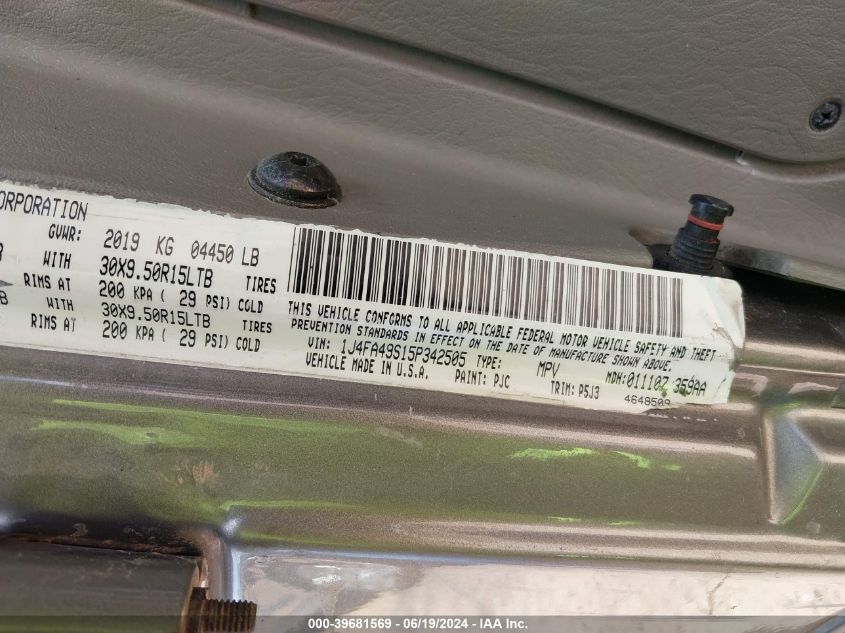 CORPORATION
GVWR: 2019 KG 04450 LB
WITH 30X9.50R15LTB TIRES
RIMS AT 200 KPA ( 29 PSI) COLD
WITH 30X9.50R15LTB TIRES
RIMS AT 200 KPA ( 29 PSI) COLD
THIS VEHICLE CONFORMS TO ALL APPLICABLE FEDERAL MOTOR VEHICLE SAFETY AND THEFT
PREVENTION STANDARDS IN EFFECT ON THE DATE OF MANUFACTURE SHOWN ABOVE.
VIN: 1J4FA49S15P342505 TYPE: MPV MDH:011107 359AA
VEHICLE MADE IN U.S.A. PAINT: PJC TRIM: P5J3 4648509
000-39681569 / 06/19/2024 - IAA Inc.